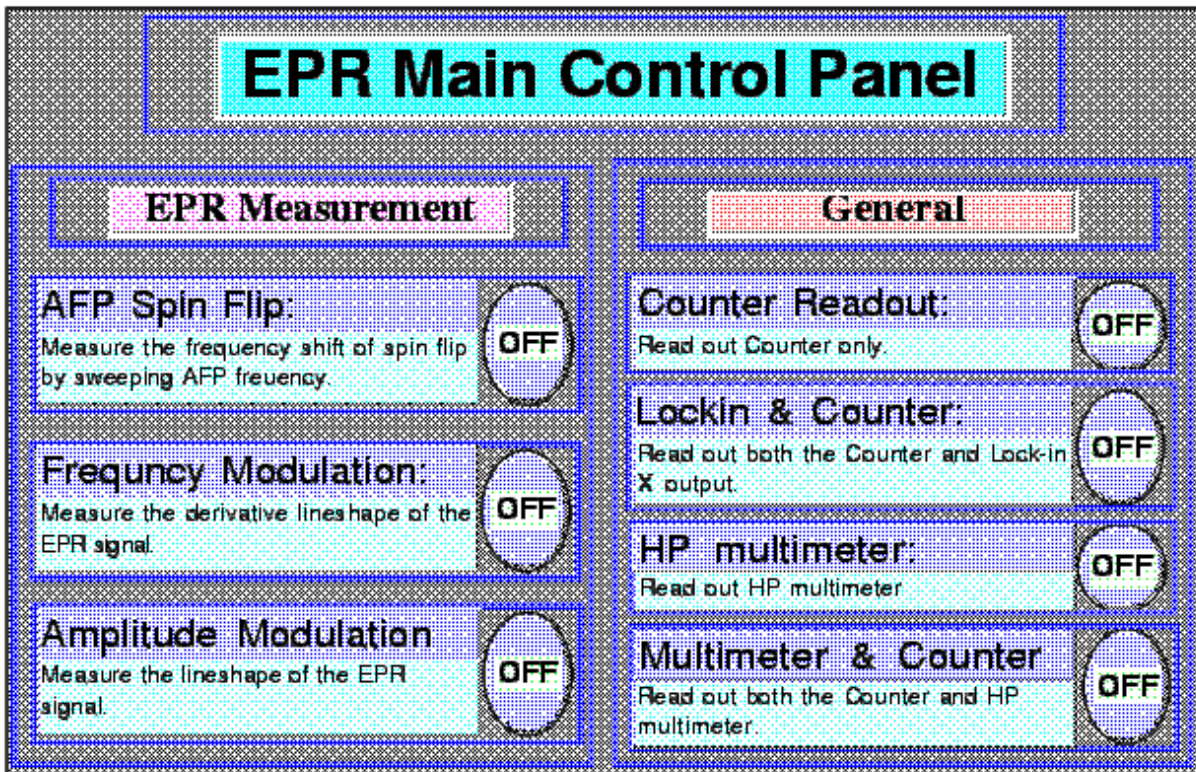 EPR Main Control Panel
EPR Measurement
AFP Spin Flip:
Measure the frequency shift of spin flip
by sweeping AFP freuency.
OFF
Frequncy Modulation:
Measure the derivative lineshape of the
EPR signal.
OFF
Amplitude Modulation
Measure the lineshape of the EPR
signal.
OFF
General
Counter Readout:
Read out Counter only.
OFF
Lockin & Counter:
Read out both the Counter and Lock-in
X output.
OFF
HP multimeter:
Read out HP multimeter
OFF
Multimeter & Counter
Read out both the Counter and HP
multimeter.
OFF